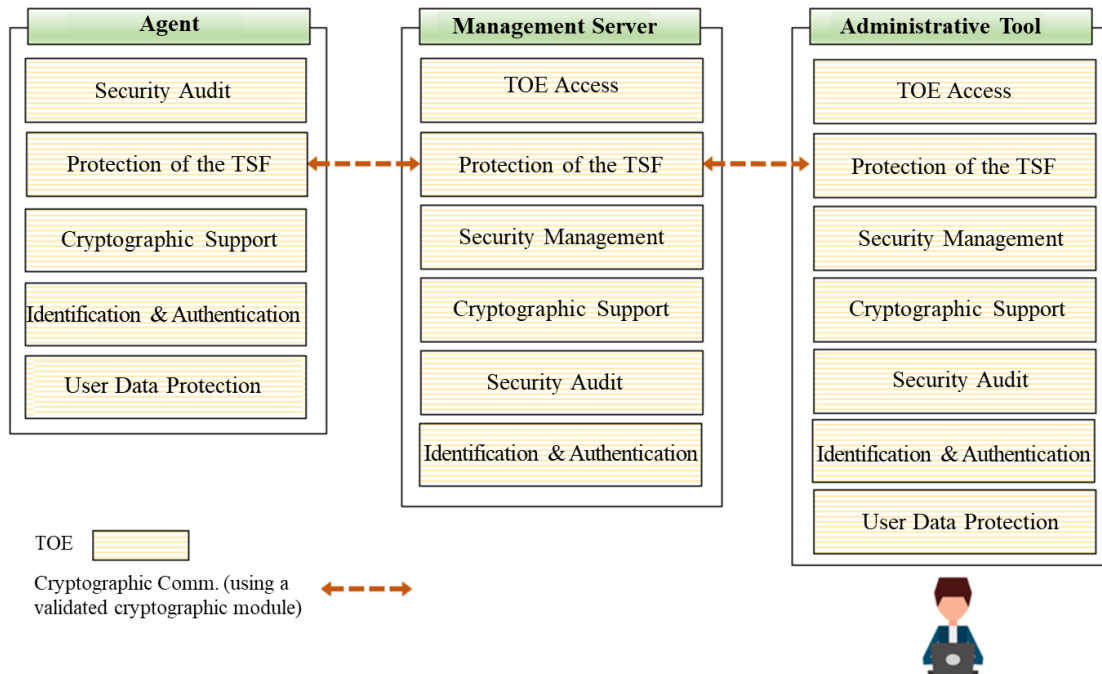 Agent
Security Audit
Protection of the TSF
Cryptographic Support
Identification & Authentication
User Data Protection
Management Server
TOE Access
Protection of the TSF
Security Management
Cryptographic Support
Security Audit
Identification & Authentication
Administrative Tool
TOE Access
Protection of the TSF
Security Management
Cryptographic Support
Security Audit
Identification & Authentication
User Data Protection
TOE
Cryptographic Comm. (using a
validated cryptographic module)